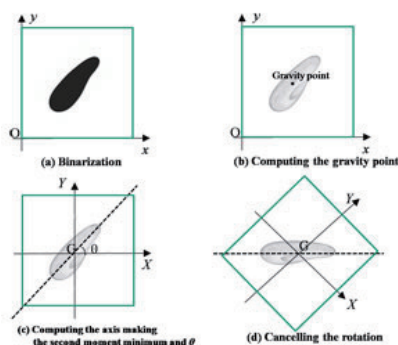 y
O
x
(a) Binarization
y
Gravity point
O
x
(b) Computing the gravity point
Y
G
θ
X
(c) Computing the axis making
the second moment minimum and θ
Y
G
X
(d) Cancelling the rotation